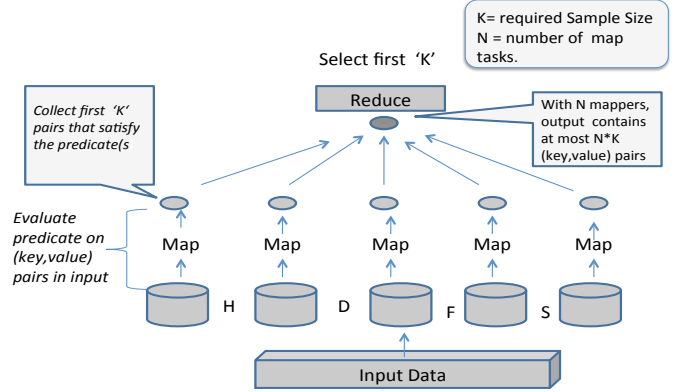 K= required Sample Size
N = number of  map
tasks.
Select first  ‘K’
Reduce
Collect first  ‘K’
pairs that satisfy
the predicate(s
With N mappers,
output  contains
at most  N*K
(key,value)  pairs
Evaluate
predicate on
(key,value)
pairs in input
Map
Map
Map
Map
Map
H
D
F
S
Input Data